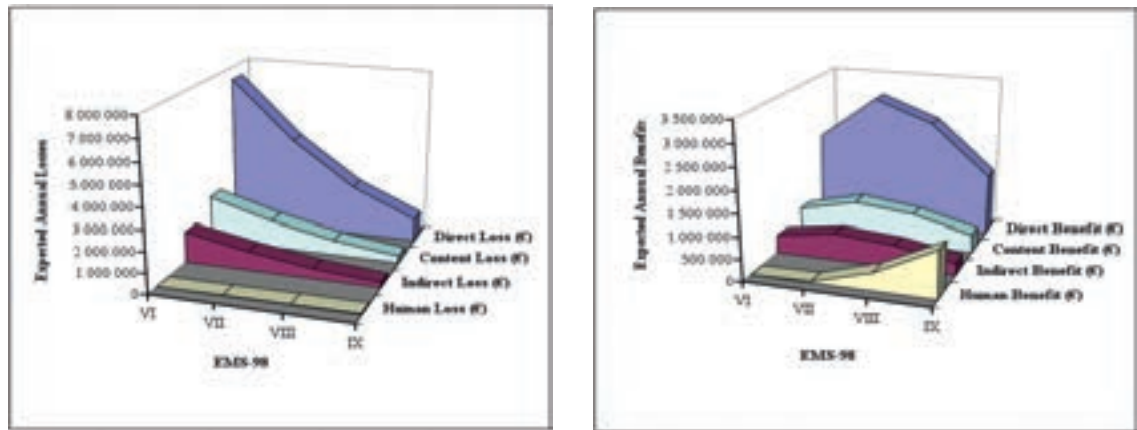 Expected Annual Losses
8 000 000
7 000 000
6 000 000
5 000 000
4 000 000
3 000 000
2 000 000
1 000 000
0
VI
VII
VIII
IX
EMS-98
Direct Loss (€)
Content Loss (€)
Indirect Loss (€)
Human Loss (€)
Expected Annual Benefit
3 500 000
3 000 000
2 500 000
2 000 000
1 500 000
1 000 000
500 000
0
VI
VII
VIII
IX
EMS-98
Direct Benefit (€)
Content Benefit (€)
Indirect Benefit (€)
Human Benefit (€)